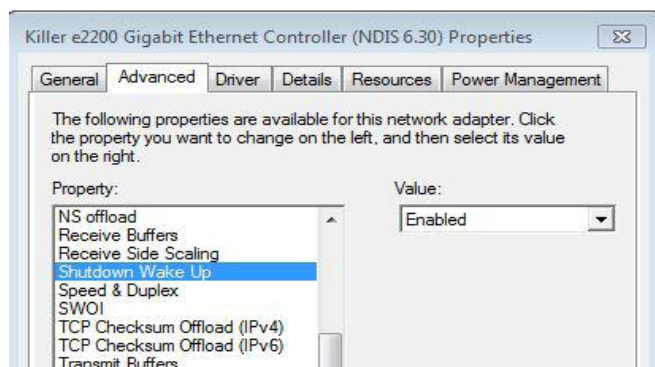 Killer e2200 Gigabit Ethernet Controller (NDIS 6.30) Properties
General Advanced Driver Details Resources Power Management
The following properties are available for this network adapter. Click
the property you want to change on the left, and then select its value
on the right.
Property:
Value:
NS offload
Enabled
Receive Buffers
Receive Side Scaling
Shutdown Wake Up
Speed & Duplex
SWOI
TCP Checksum Offload (IPv4)
TCP Checksum Offload (IPv6)
Transmit Buffers